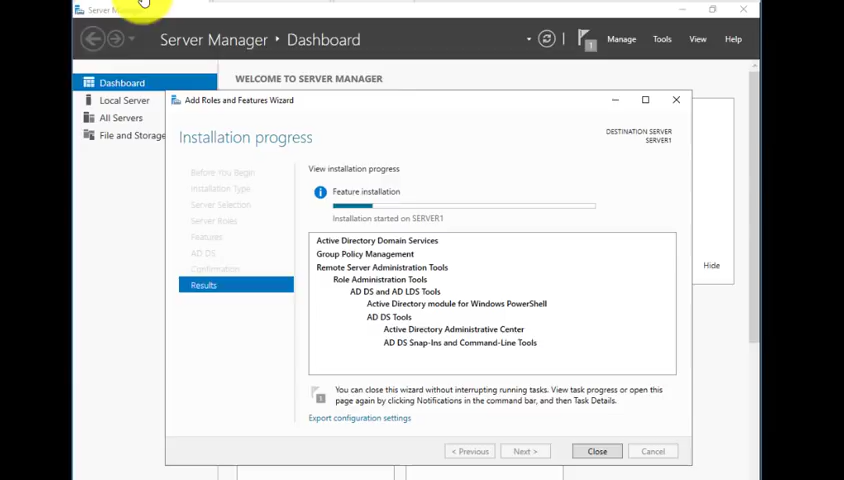 Server Manager
Server Manager • Dashboard
1
Manage
Tools
View
Help
Dashboard
Local Server
All Servers
File and Storage
WELCOME TO SERVER MANAGER
Hide
Add Roles and Features Wizard
Installation progress
DESTINATION SERVER
SERVER1
Before You Begin
Installation Type
Server Selection
Server Roles
Features
AD DS
Confirmation
Results
View installation progress
Feature installation
Installation started on SERVER1
Active Directory Domain Services
Group Policy Management
Remote Server Administration Tools
Role Administration Tools
AD DS and AD LDS Tools
Active Directory module for Windows PowerShell
AD DS Tools
Active Directory Administrative Center
AD DS Snap-Ins and Command-Line Tools
1
You can close this wizard without interrupting running tasks. View task progress or open this
page again by clicking Notifications in the command bar, and then Task Details.
Export configuration settings
< Previous
Next >
Close
Cancel